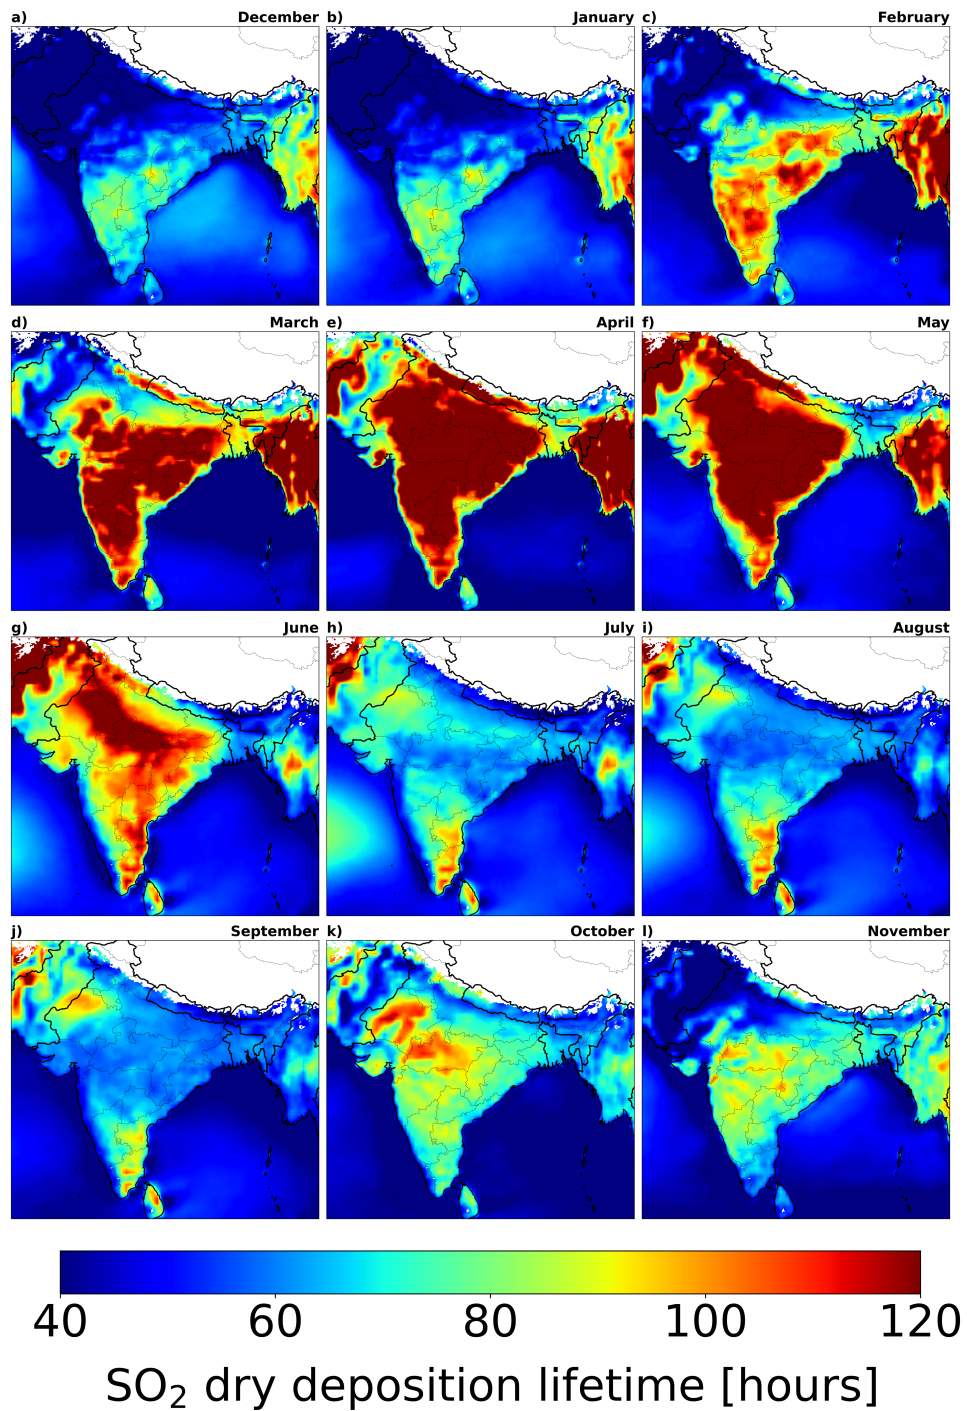 a) December
b) January
c) February
d) March
e) April
f) May
g) June
h) July
i) August
j) September
k) October
l) November
40 60 80 100 120
SO₂ dry deposition lifetime [hours]